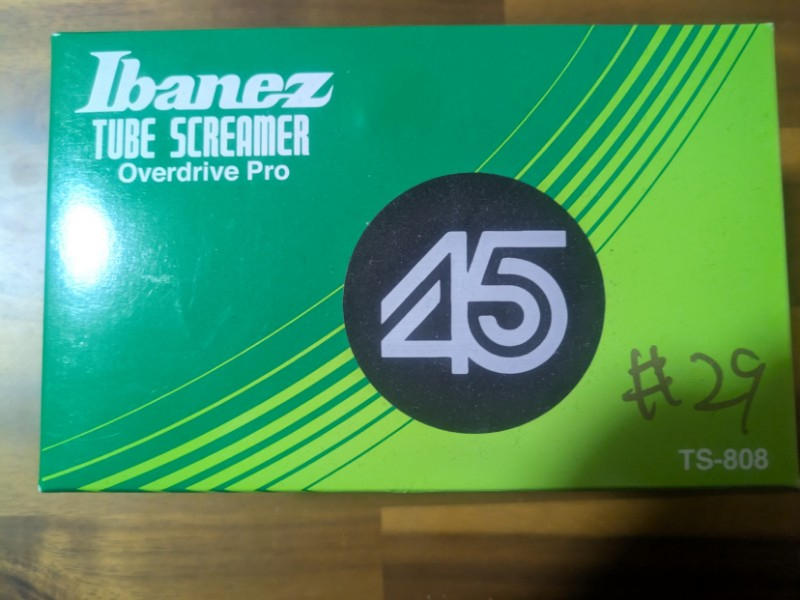 Ibanez
TUBE SCREAMER
Overdrive Pro
45
#29
TS-808